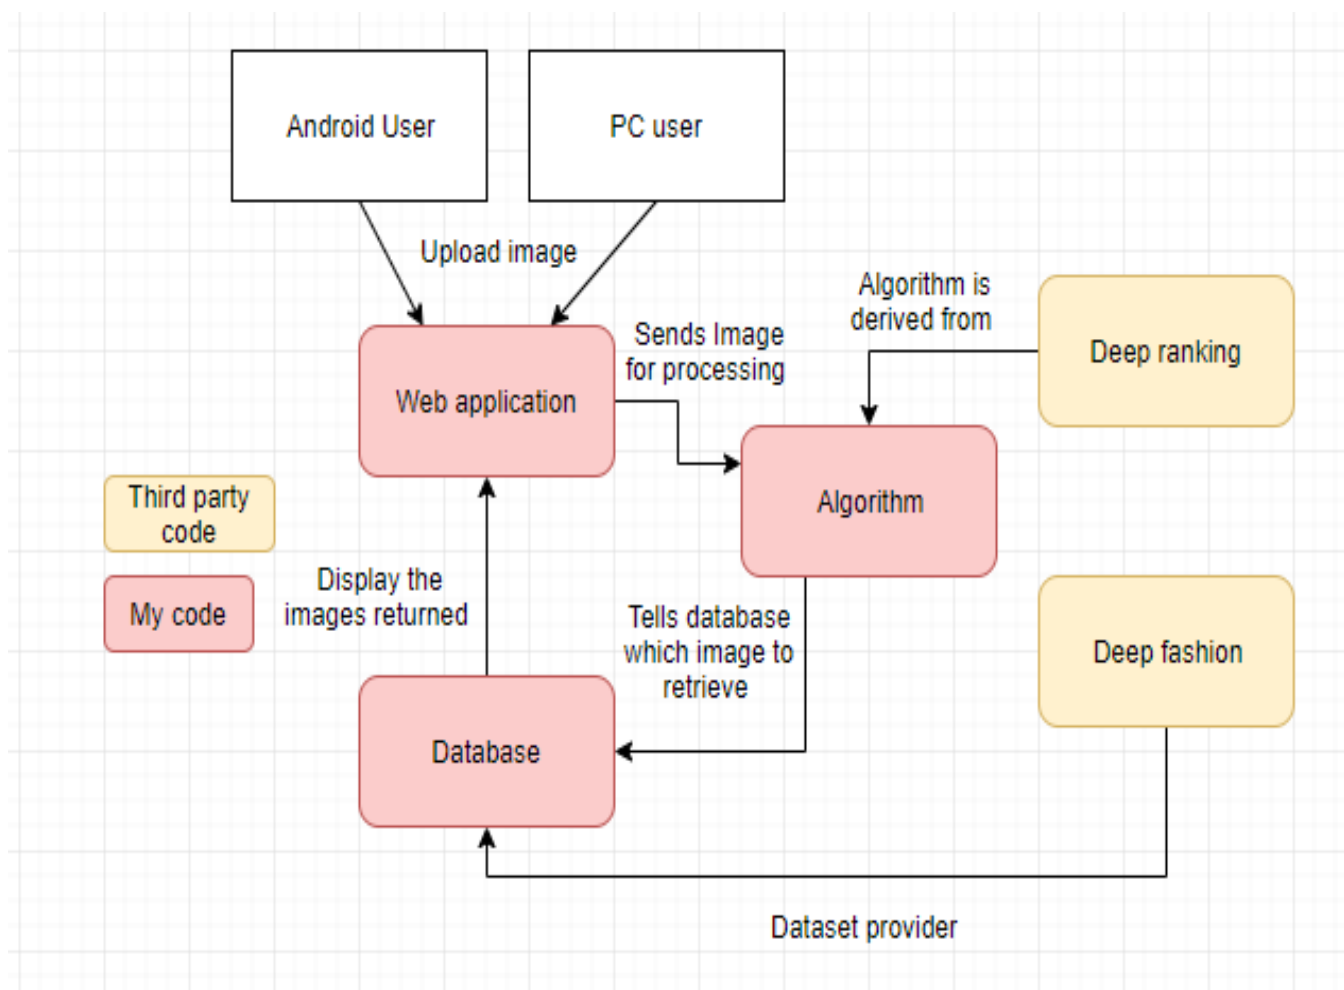 Android User
PC user
Upload image
Algorithm is
derived from
Deep ranking
Sends Image
for processing
Web application
Algorithm
Third party
code
My code
Display the
images returned
Tells database
which image to
retrieve
Deep fashion
Database
Dataset provider